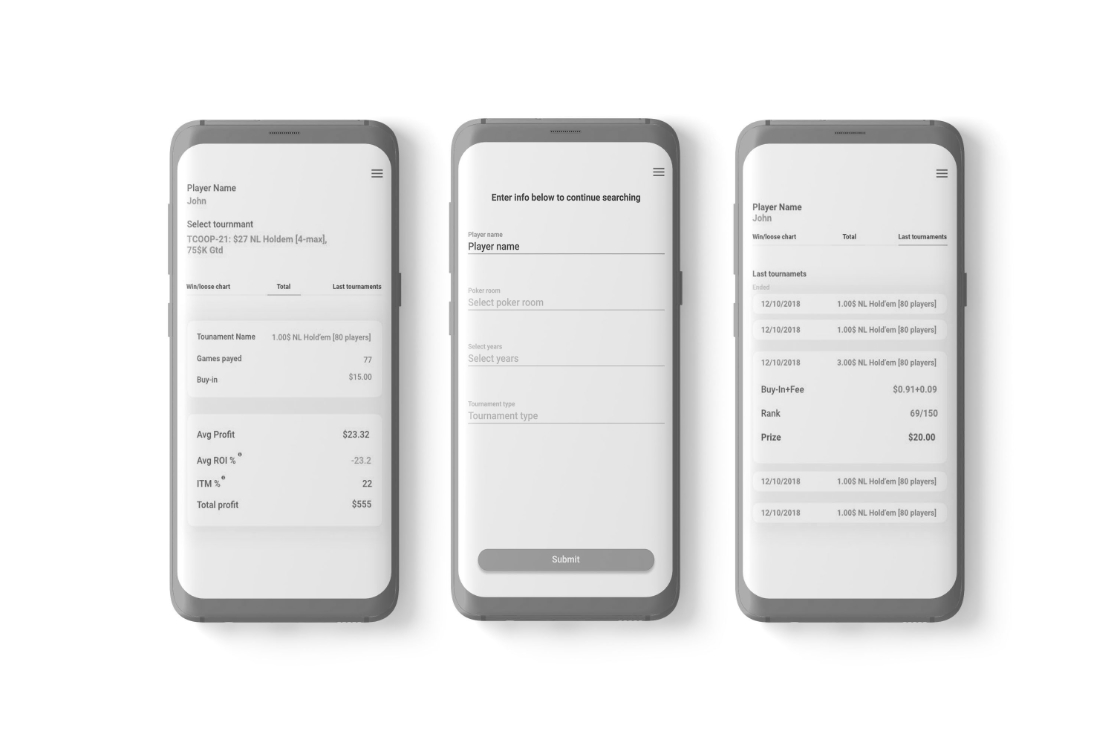 Player Name
John
Select tournmant
TCOOP-21: $27 NL Holdem [4-max],
75$K Gtd
Win/loose chart Total Last tournaments
Tounament Name 1.00$ NL Hold'em [80 players]
Games payed 77
Buy-in $15.00
Avg Profit $23.32
Avg ROI % -23.2
ITM % 22
Total profit $555
Enter info below to continue searching
Player name
Player name
Poker room
Select poker room
Select years
Select years
Tournament type
Tournament type
Submit
Player Name
John
Win/loose chart Total Last tournaments
Last tournamets
Ended
12/10/2018 1.00$ NL Hold'em [80 players]
12/10/2018 1.00$ NL Hold'em [80 players]
12/10/2018 3.00$ NL Hold'em [80 players]
Buy-In+Fee $0.91+0.09
Rank 69/150
Prize $20.00
12/10/2018 1.00$ NL Hold'em [80 players]
12/10/2018 1.00$ NL Hold'em [80 players]